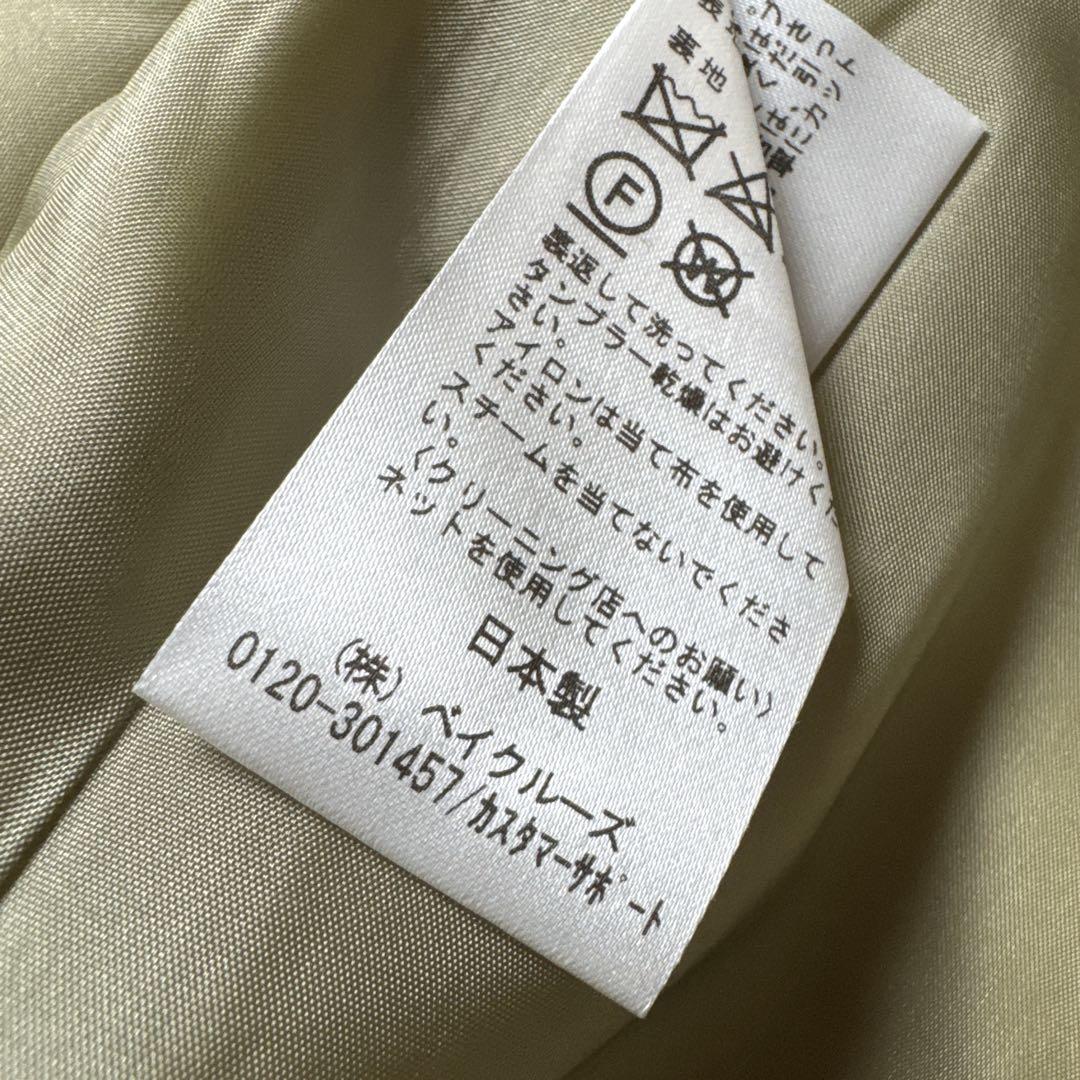 裏地
F
W
裏返して洗ってください。
タンブラー乾燥はお避けくだ
さい。
アイロンは当て布を使用して
ください。
スチームを当てないでくださ
い。
〈クリーニング店へのお願い〉
ネットを使用してください。
日本製
(株)ベイクルーズ
0120-301457/カスタマーサポート